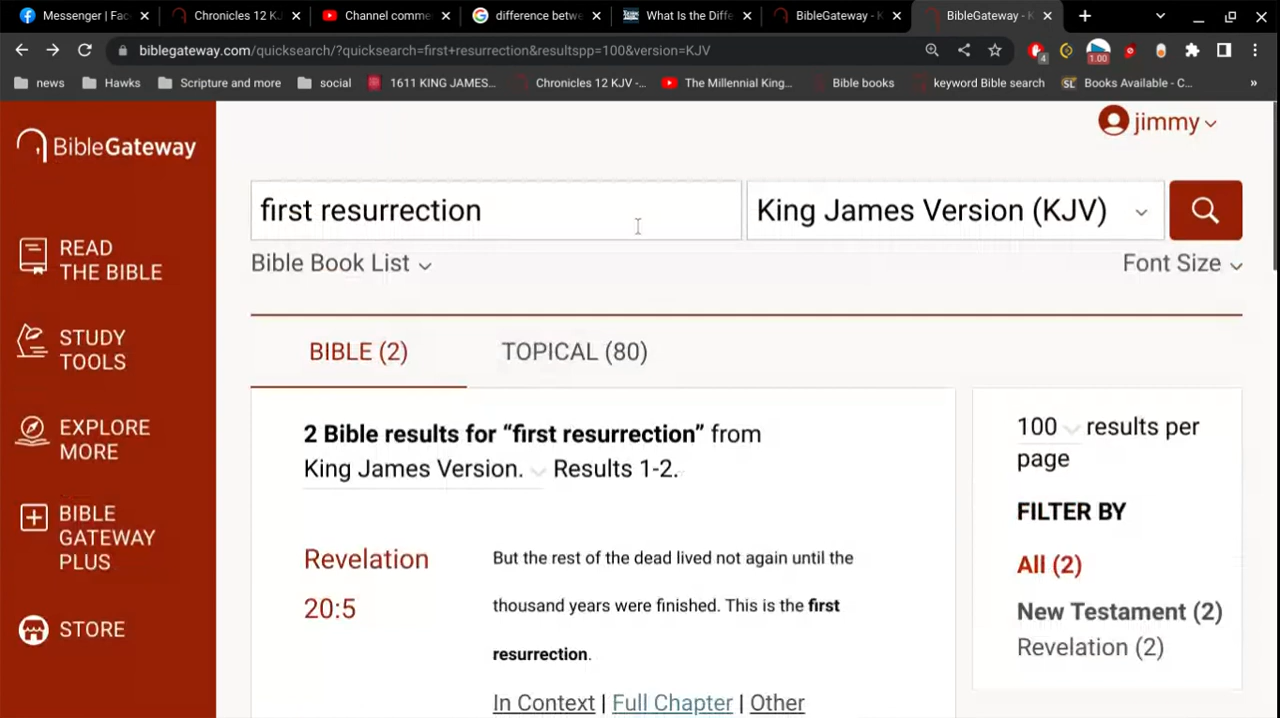 Messenger | Fac
Chronicles 12 KJ
Channel comme
difference betw
What Is the Diffe
BibleGateway - K
BibleGateway - K
biblegateway.com/quicksearch/?quicksearch=first+resurrection&resultspp=100&version=KJV
4
1.00
news
Hawks
Scripture and more
social
1611 KING JAMES...
Chronicles 12 KJV -...
The Millennial King...
Bible books
keyword Bible search
SL
Books Available - C...
»
BibleGateway
jimmy
first resurrection
King James Version (KJV)
Bible Book List
Font Size
READ
THE BIBLE
STUDY
TOOLS
EXPLORE
MORE
BIBLE
GATEWAY
PLUS
STORE
BIBLE (2)
TOPICAL (80)
2 Bible results for “first resurrection” from
King James Version. Results 1-2.
Revelation
20:5
But the rest of the dead lived not again until the
thousand years were finished. This is the first
resurrection.
In Context | Full Chapter | Other
100 results per
page
FILTER BY
All (2)
New Testament (2)
Revelation (2)